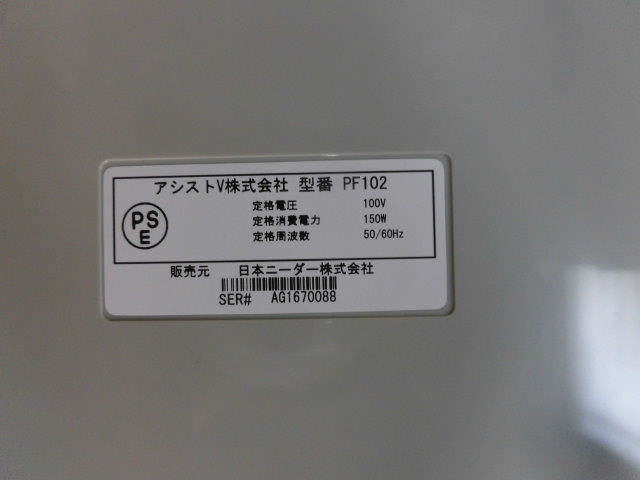 アシストV株式会社 型番 PF102
PS
E
定格電圧 100V
定格消費電力 150W
定格周波数 50/60Hz
販売元 日本ニーダー株式会社
SER# AG1670088